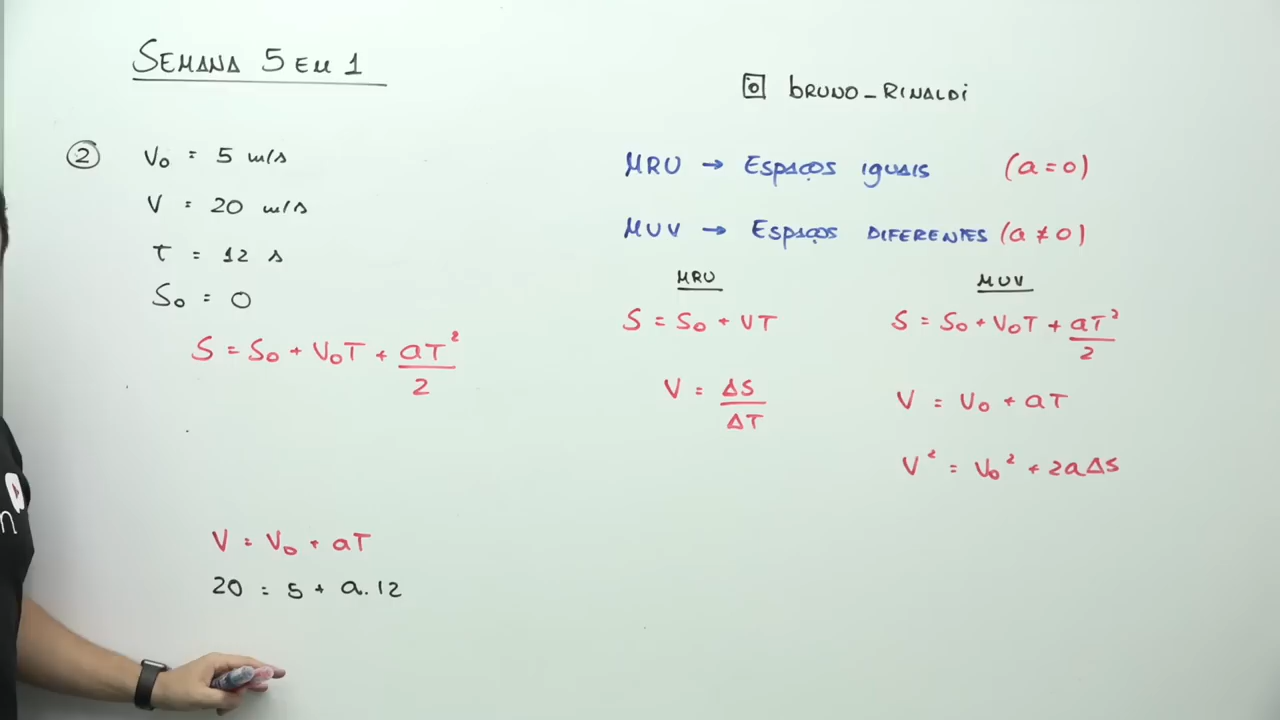 SEMANA 5 EM 1
bRUNO_RINALDi
② V₀ = 5 m/s
V = 20 m/s
T = 12 s
S₀ = 0
S = S₀ + V₀T + aT²/2
V = V₀ + aT
20 = 5 + a.12
MRU → ESPAÇOS IGUAIS (a = 0)
MUV → ESPAÇOS DIFERENTES (a ≠ 0)
MRU
S = S₀ + VT
V = ΔS/ΔT
MUV
S = S₀ + V₀T + aT²/2
V = V₀ + aT
V² = V₀² + 2aΔS
n